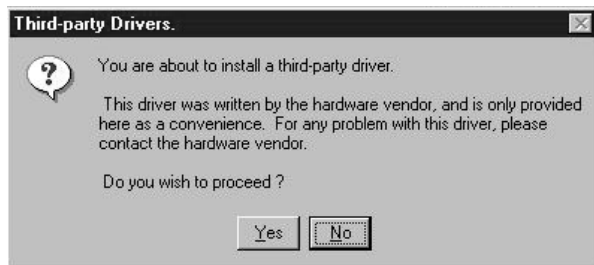 Third-party Drivers.
You are about to install a third-party driver.
This driver was written by the hardware vendor, and is only provided
here as a convenience. For any problem with this driver, please
contact the hardware vendor.
Do you wish to proceed ?
Yes No